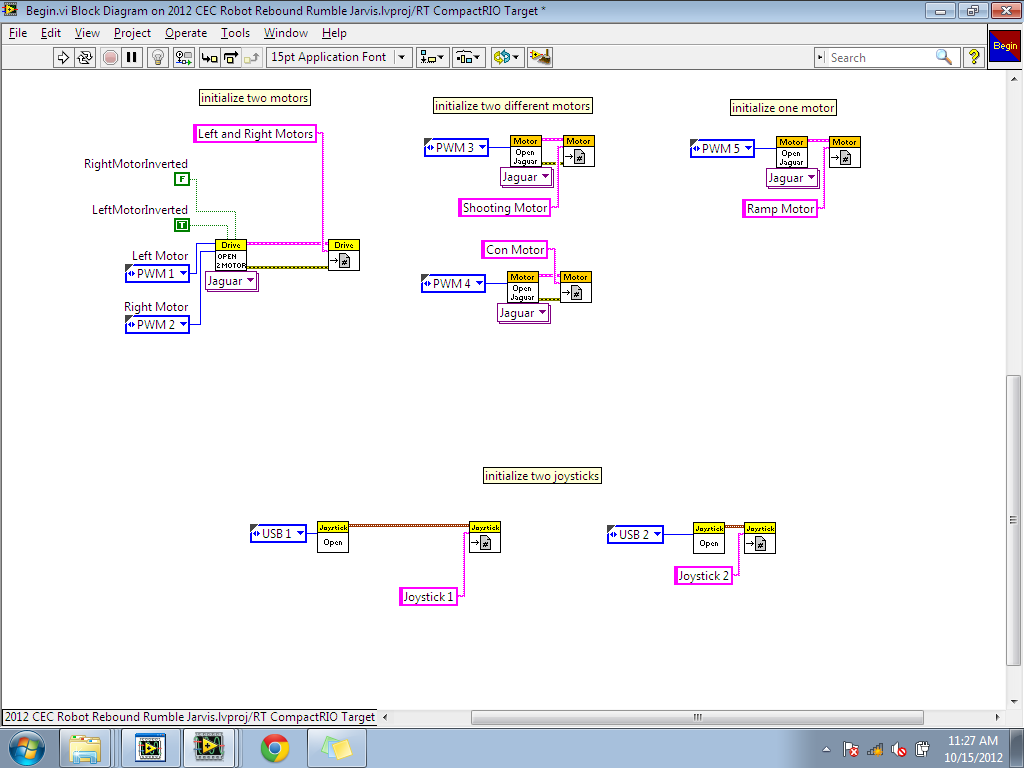 Begin.vi Block Diagram on 2012 CEC Robot Rebound Rumble Jarvis.lvproj/RT CompactRIO Target *
File Edit View Project Operate Tools Window Help
15pt Application Font
Search
?
Begin
initialize two motors
initialize two different motors
initialize one motor
Left and Right Motors
RightMotorInverted
F
LeftMotorInverted
T
Left Motor
PWM 1
Right Motor
PWM 2
Drive
OPEN
2 MOTOR
Jaguar
Drive
#
PWM 3
Motor
Open
Jaguar
Jaguar
Motor
#
Shooting Motor
Con Motor
PWM 4
Motor
Open
Jaguar
Jaguar
Motor
#
PWM 5
Motor
Open
Jaguar
Jaguar
Motor
#
Ramp Motor
initialize two joysticks
USB 1
Joystick
Open
Joystick
#
Joystick 1
USB 2
Joystick
Open
Joystick
#
Joystick 2
2012 CEC Robot Rebound Rumble Jarvis.lvproj/RT CompactRIO Target
11:27 AM
10/15/2012